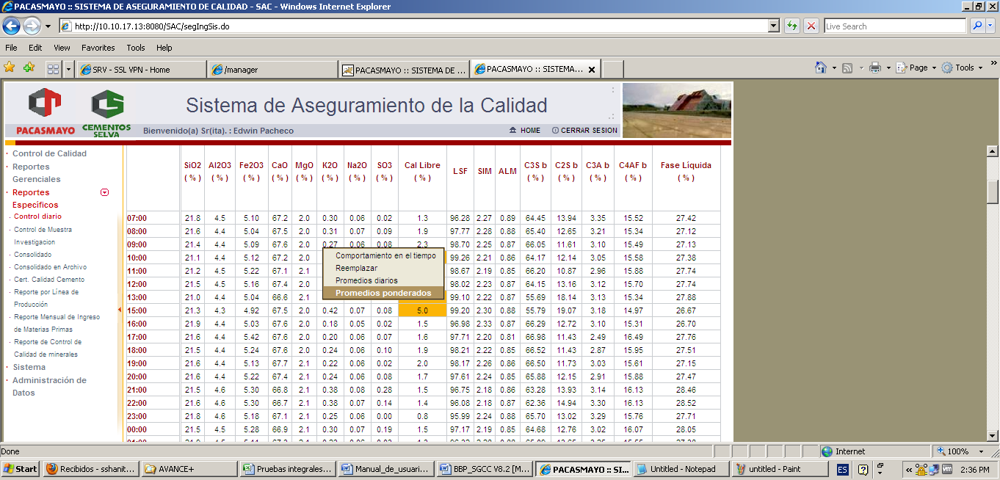 PACASMAYO :: SISTEMA DE ASEGURAMIENTO DE CALIDAD - SAC - Windows Internet Explorer
http://10.10.17.13:8080/SAC/segIngSis.do
Live Search
File Edit View Favorites Tools Help
SRV - SSL VPN - Home
/manager
PACASMAYO :: SISTEMA DE ...
PACASMAYO :: SISTEMA...
Page Tools
PACASMAYO
CEMENTOS SELVA
Sistema de Aseguramiento de la Calidad
Bienvenido(a) Sr(ita). : Edwin Pacheco
HOME CERRAR SESION
Control de Calidad
Reportes
Gerenciales
Reportes
Específicos
Control diario
Control de Muestra
Investigacion
Consolidado
Consolidado en Archivo
Cert. Calidad Cemento
Reporte por Línea de
Producción
Reporte Mensual de Ingreso
de Materias Primas
Reporte de Control de
Calidad de minerales
Sistema
Administración de
Datos
SiO2 Al2O3 Fe2O3 CaO MgO K2O Na2O SO3 Cal Libre LSF SIM ALM C3S b C2S b C3A b C4AF b Fase Líquida
( % ) ( % ) ( % ) ( % ) ( % ) ( % ) ( % ) ( % ) ( % ) ( % ) ( % ) ( % ) ( % ) ( % )
07:00 21.8 4.5 5.10 67.2 2.0 0.30 0.06 0.02 1.3 96.28 2.27 0.89 64.45 13.94 3.35 15.52 27.42
08:00 21.6 4.4 5.04 67.5 2.0 0.31 0.07 0.09 1.9 97.77 2.28 0.88 65.40 12.65 3.21 15.34 27.12
09:00 21.4 4.4 5.09 67.6 2.0 0.27 0.06 0.08 2.3 98.70 2.25 0.87 66.05 11.61 3.10 15.49 27.13
10:00 21.1 4.4 5.12 67.2 2.0 99.26 2.21 0.86 64.17 12.14 3.05 15.58 27.38
11:00 21.2 4.5 5.22 67.1 2.1 98.67 2.19 0.85 66.20 10.87 2.96 15.88 27.74
12:00 21.5 4.5 5.16 67.4 2.0 98.02 2.23 0.87 64.15 13.16 3.12 15.70 27.74
13:00 21.0 4.4 5.04 66.6 2.1 99.10 2.22 0.87 55.69 18.14 3.13 15.34 27.88
Comportamiento en el tiempo
Reemplazar
Promedios diarios
Promedios ponderados
15:00 21.3 4.3 4.92 67.5 2.0 0.42 0.07 0.08 5.0 99.20 2.30 0.88 55.79 19.07 3.18 14.97 26.67
16:00 21.9 4.4 5.03 67.6 2.0 0.18 0.05 0.02 1.5 96.98 2.33 0.87 66.29 12.72 3.10 15.31 26.70
17:00 21.6 4.4 5.42 67.6 2.0 0.20 0.06 0.07 1.6 97.71 2.20 0.81 66.98 11.43 2.49 16.49 27.76
18:00 21.5 4.4 5.24 67.6 2.0 0.24 0.06 0.10 1.9 98.21 2.22 0.85 66.52 11.43 2.87 15.95 27.51
19:00 21.6 4.4 5.13 67.7 2.1 0.22 0.06 0.02 2.0 98.17 2.26 0.86 66.50 11.73 3.03 15.61 27.15
20:00 21.6 4.4 5.22 67.4 2.1 0.24 0.06 0.08 1.7 97.61 2.24 0.85 65.88 12.15 2.91 15.88 27.47
21:00 21.5 4.6 5.30 66.8 2.1 0.38 0.08 0.28 1.5 96.75 2.18 0.86 63.28 13.93 3.14 16.13 28.46
22:00 21.6 4.6 5.30 66.7 2.1 0.38 0.07 0.14 1.4 96.08 2.18 0.87 62.36 14.94 3.30 16.13 28.52
23:00 21.8 4.6 5.18 67.1 2.1 0.25 0.06 0.00 0.8 95.99 2.24 0.88 65.70 13.02 3.29 15.76 27.71
00:00 21.5 4.5 5.28 66.9 2.1 0.30 0.07 0.19 1.5 97.17 2.19 0.85 64.68 12.76 3.02 16.07 28.05
Done Internet 100%
Start
Recibidos - sshanit...
AVANCE+
Pruebas integrales...
Manual_de_usuari...
BBP_SGCC V8.2 [M...
PACASMAYO :: SI...
Untitled - Notepad
untitled - Paint
ES
2:36 PM